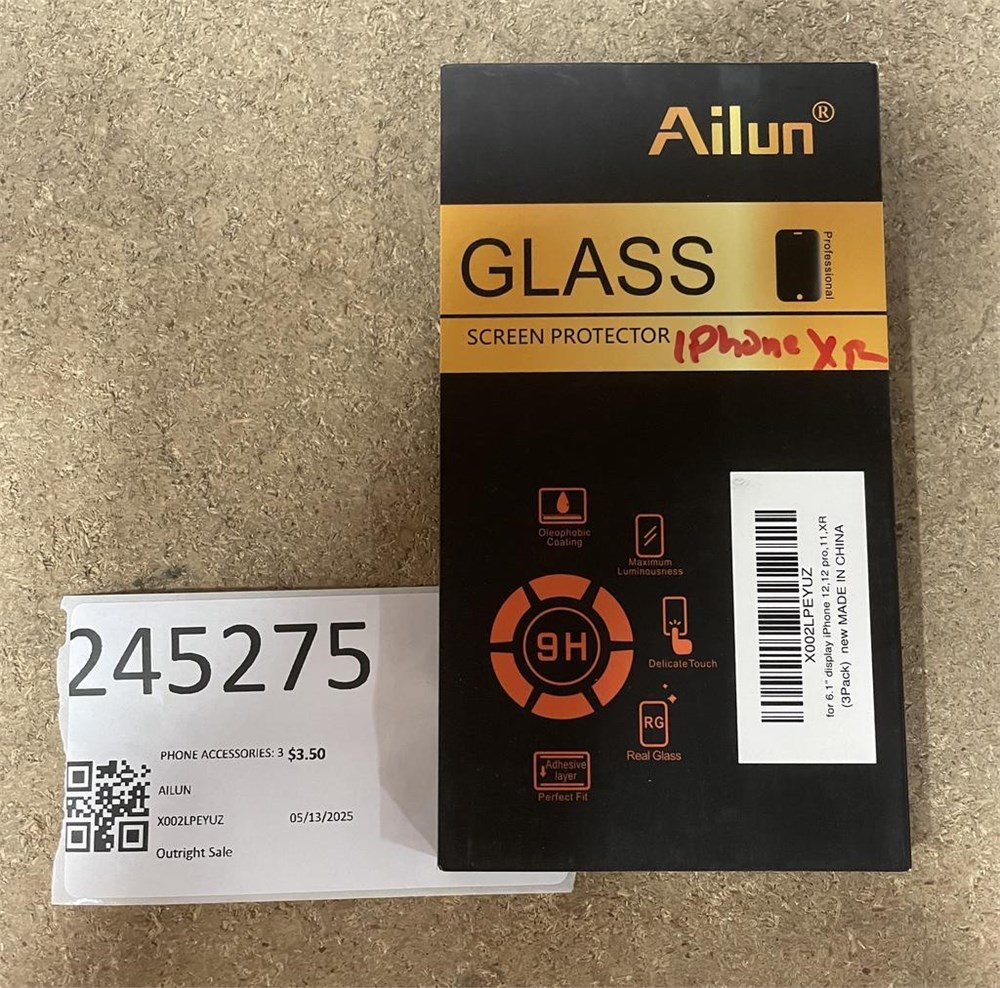 Ailun®
GLASS
Professional
SCREEN PROTECTOR
IPhone XR
Oleophobic
Coating
Maximum
Luminousness
9H
Delicate Touch
RG
Real Glass
Adhesive
layer
Perfect Fit
X002LPEYUZ
for 6.1" display iPhone 12,12 pro,11,XR
(3Pack) new MADE IN CHINA
245275
PHONE ACCESSORIES: 3 $3.50
AILUN
X002LPEYUZ 05/13/2025
Outright Sale